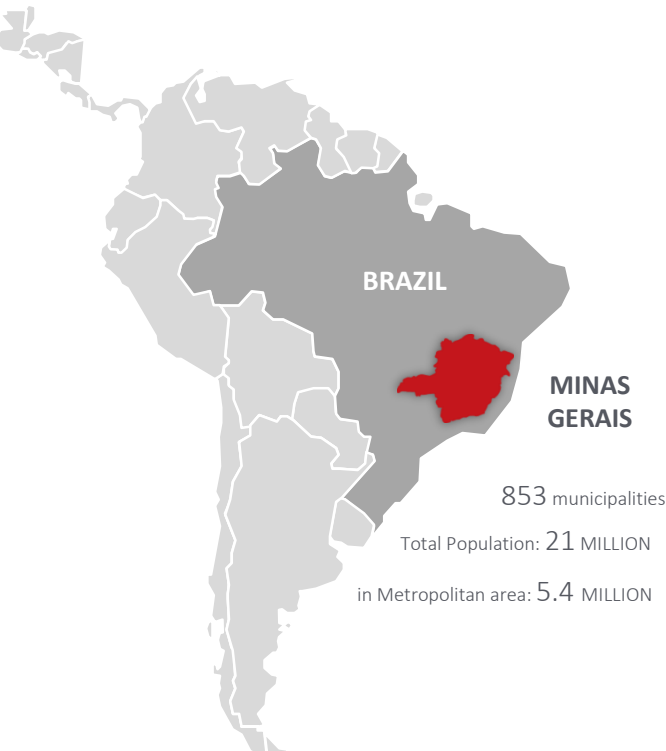 BRAZIL
MINAS
GERAIS
853 municipalities
Total Population: 21 MILLION
in Metropolitan area: 5.4 MILLION